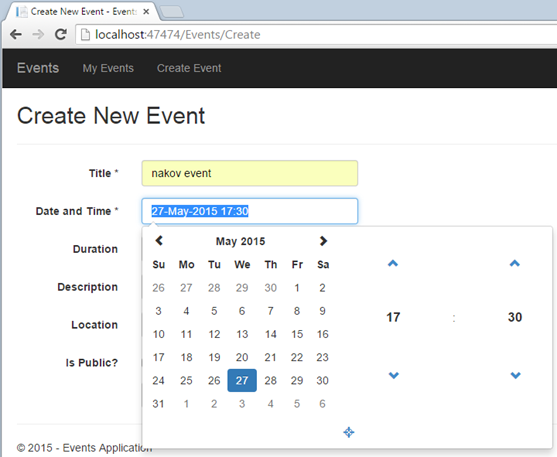 Create New Event - Events
localhost:47474/Events/Create
Events My Events Create Event
Create New Event
Title * nakov event
Date and Time * 27-May-2015 17:30
Duration
Description
Location
Is Public?
May 2015
Su Mo Tu We Th Fr Sa
26 27 28 29 30 1 2
3 4 5 6 7 8 9
10 11 12 13 14 15 16
17 18 19 20 21 22 23
24 25 26 27 28 29 30
31 1 2 3 4 5 6
17 : 30
© 2015 - Events Application